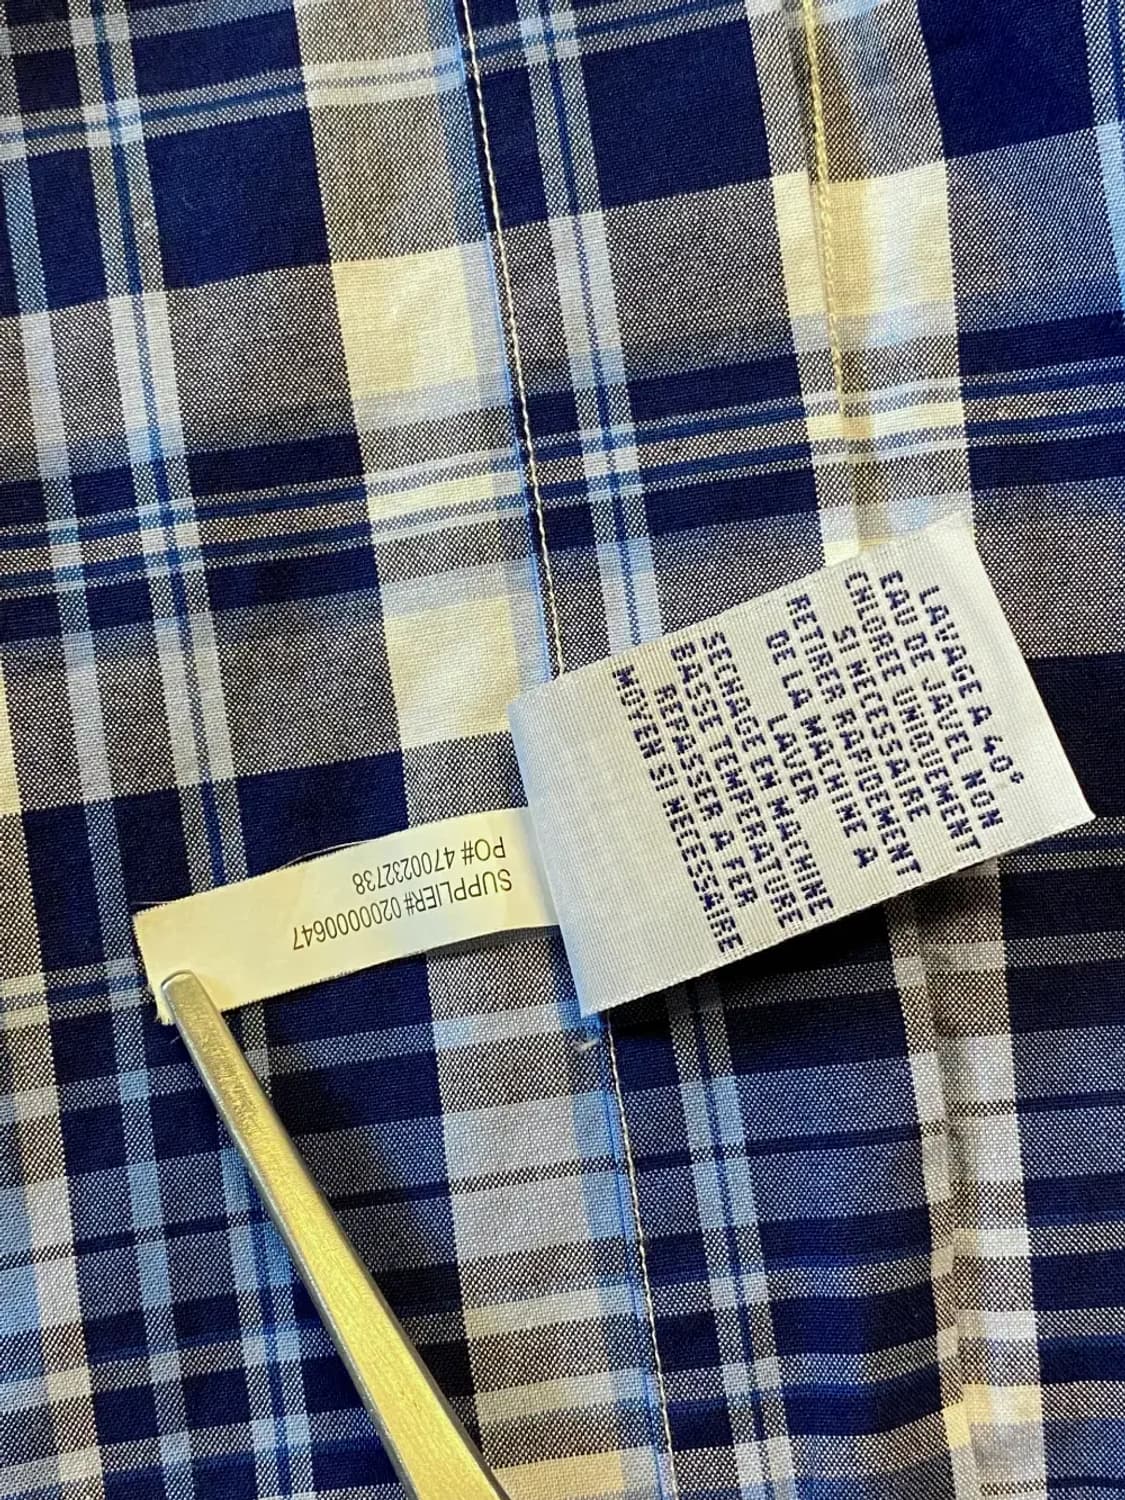 LAVAGE A 40°
EAU DE JAVEL NON
CHLOREE UNIQUEMENT
SI NECESSAIRE
RETIRER RAPIDEMENT
DE LA MACHINE A
LAVER
SECHAGE EN MACHINE
BASSE TEMPERATURE
REPASSER A FER
MOYEN SI NECESSAIRE
SUPPLIER# 0200000647
PO# 4700232738